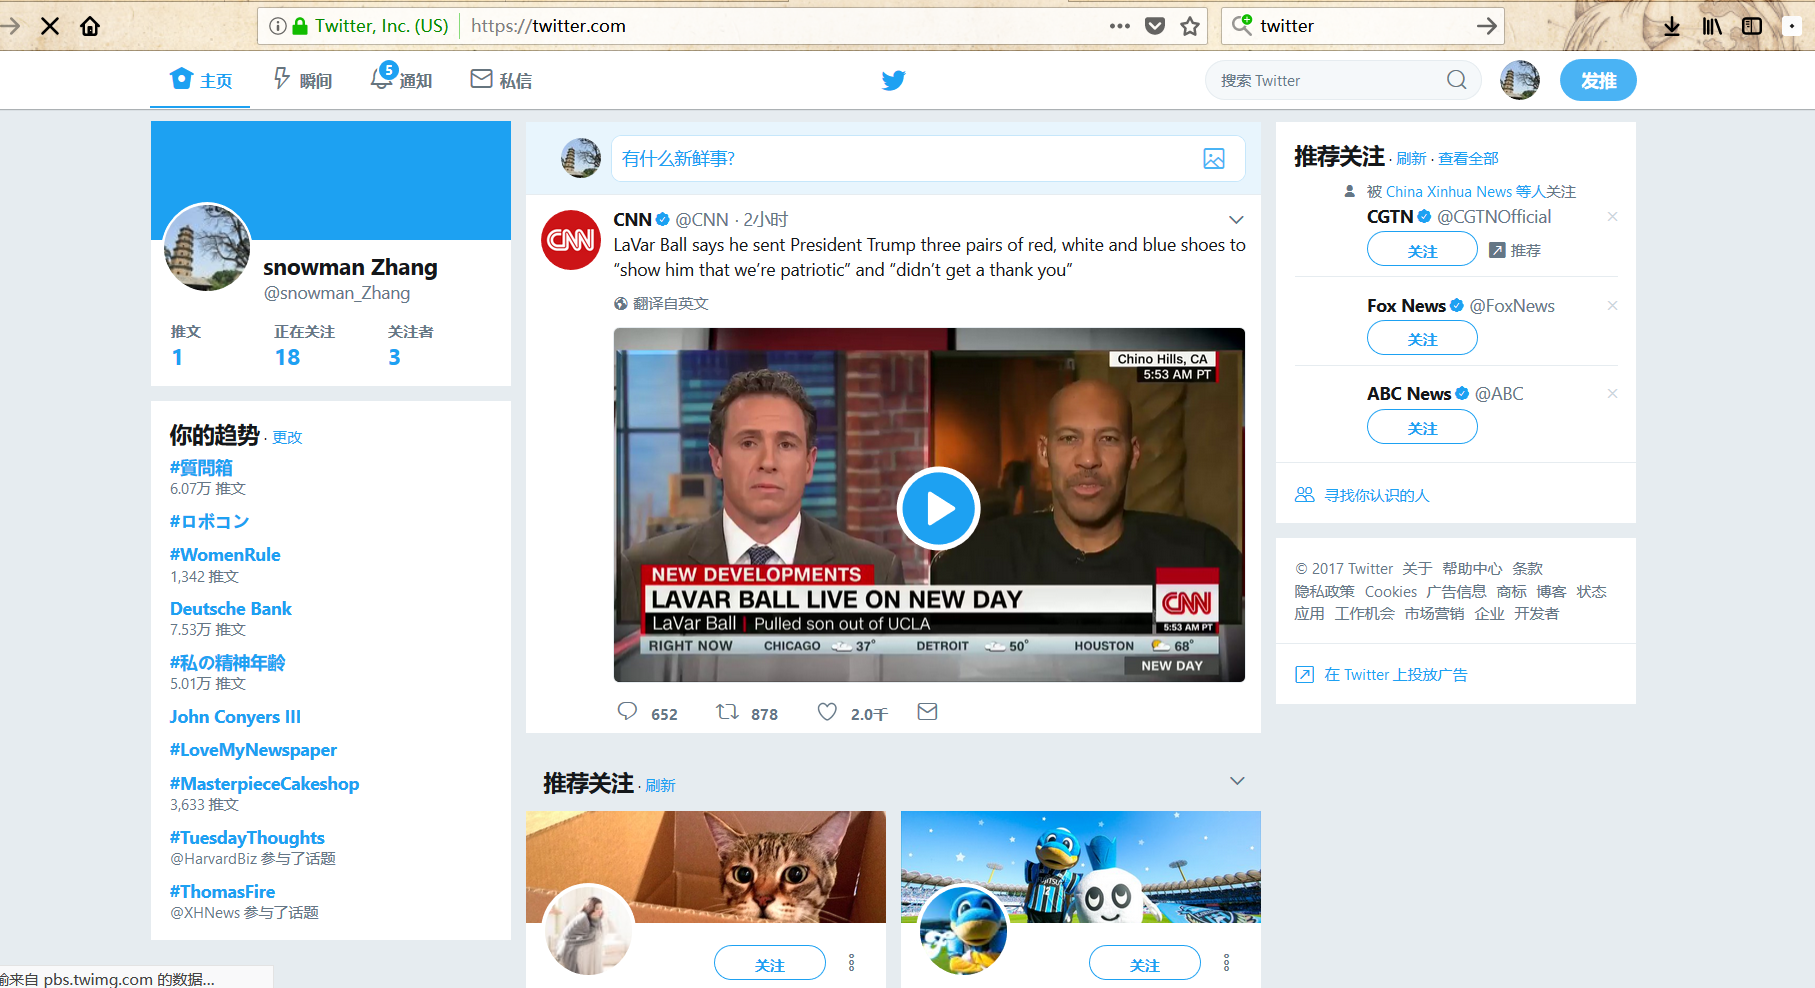 Twitter, Inc. (US)
https://twitter.com
twitter
主页
瞬间
5
通知
私信
搜索 Twitter
发推
snowman Zhang
@snowman_Zhang
推文
正在关注
关注者
1
18
3
你的趋势 · 更改
#質問箱
6.07万 推文
#ロボコン
#WomenRule
1,342 推文
Deutsche Bank
7.53万 推文
#私の精神年齢
5.01万 推文
John Conyers III
#LoveMyNewspaper
#MasterpieceCakeshop
3,633 推文
#TuesdayThoughts
@HarvardBiz 参与了话题
#ThomasFire
@XHNews 参与了话题
输来自 pbs.twimg.com 的数据...
有什么新鲜事?
CNN
CNN @CNN · 2小时
LaVar Ball says he sent President Trump three pairs of red, white and blue shoes to
“show him that we’re patriotic” and “didn’t get a thank you”
翻译自英文
Chino Hills, CA
5:53 AM PT
NEW DEVELOPMENTS
LAVAR BALL LIVE ON NEW DAY
LaVar Ball | Pulled son out of UCLA
CNN
5:53 AM PT
RIGHT NOW CHICAGO 37° DETROIT 50° HOUSTON 68°
NEW DAY
652
878
2.0千
推荐关注 · 刷新
FUJITSU
关注
关注
推荐关注 · 刷新 · 查看全部
被 China Xinhua News 等人关注
CGTN @CGTNOfficial
关注
推荐
Fox News @FoxNews
关注
ABC News @ABC
关注
寻找你认识的人
© 2017 Twitter 关于 帮助中心 条款
隐私政策 Cookies 广告信息 商标 博客 状态
应用 工作机会 市场营销 企业 开发者
在 Twitter 上投放广告